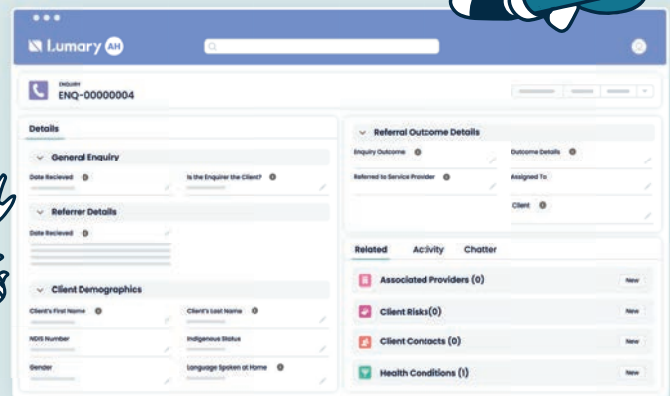 Lumary AH
ENQUIRY
ENQ-00000004
Details
General Enquiry
Date Recieved
Is the Enquirer the Client?
Referrer Details
Date Recieved
Client Demographics
Client's First Name
Client's Last Name
NDIS Number
Indigenous Status
Gender
Language Spoken at Home
Referral Outcome Details
Enquiry Outcome
Outcome Details
Referred to Service Provider
Assigned To
Client
Related Activity Chatter
Associated Providers (0)
New
Client Risks(0)
New
Client Contacts (0)
New
Health Conditions (1)
New